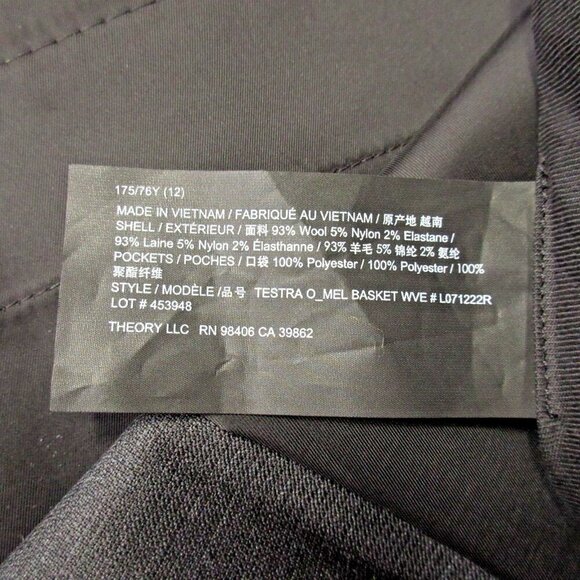 175/76Y (12)
MADE IN VIETNAM / FABRIQUÉ AU VIETNAM / 原产地 越南
SHELL / EXTÉRIEUR / 面料 93% Wool 5% Nylon 2% Elastane /
93% Laine 5% Nylon 2% Élasthanne / 93% 羊毛 5% 锦纶 2% 氨纶
POCKETS / POCHES / 口袋 100% Polyester / 100% Polyester / 100%
聚酯纤维
STYLE / MODÈLE /品号 TESTRA O_MEL BASKET WVE # L071222R
LOT # 453948
THEORY LLC RN 98406 CA 39862